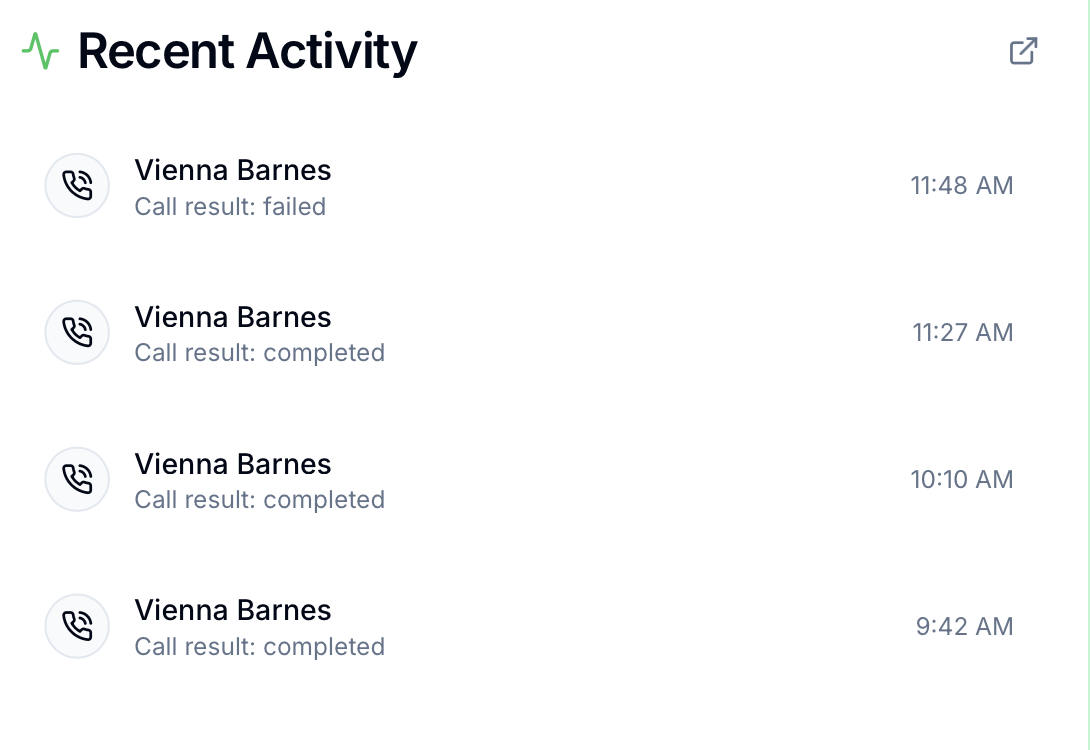 Recent Activity
Vienna Barnes
Call result: failed
11:48 AM
Vienna Barnes
Call result: completed
11:27 AM
Vienna Barnes
Call result: completed
10:10 AM
Vienna Barnes
Call result: completed
9:42 AM